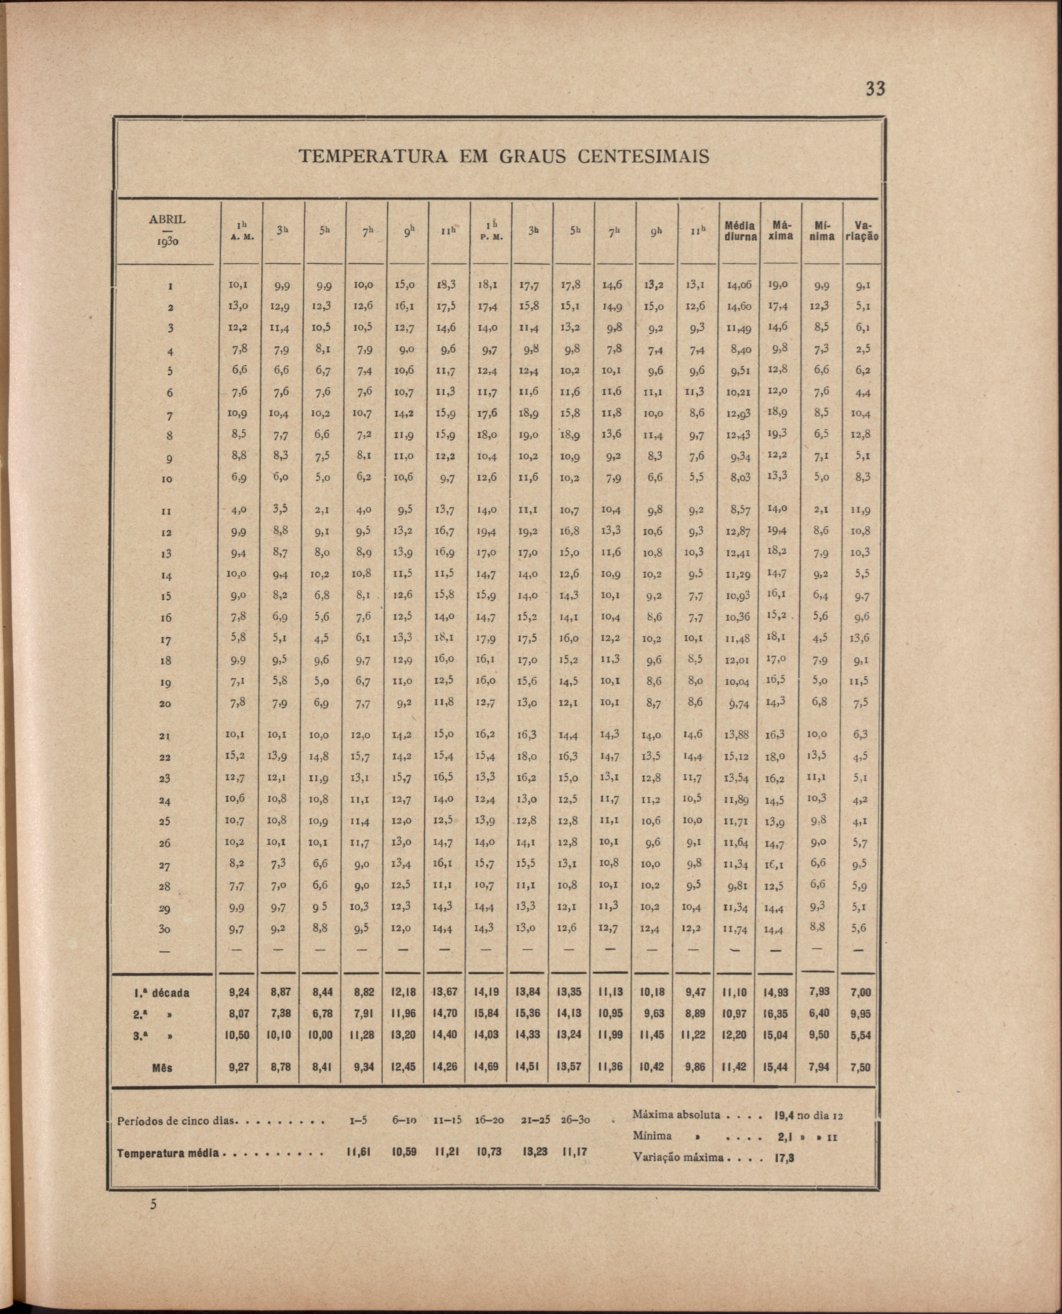 33
TEMPERATURA EM GRAUS CENTESIMAIS
ABRIL — 1930 1h A. M. 3h 5h 7h 9h 11h 1h P. M. 3h 5h 7h 9h 11h Média diurna Má-xima Mí-nima Va-riação
1 10,1 9,9 9,9 10,0 15,0 18,3 18,1 17,7 17,8 14,6 13,2 13,1 14,06 19,0 9,9 9,1
2 13,0 12,9 12,3 12,6 16,1 17,5 17,4 15,8 15,1 14,9 15,0 12,6 14,60 17,4 12,3 5,1
3 12,2 11,4 10,5 10,5 12,7 14,6 14,0 11,4 13,2 9,8 9,2 9,3 11,49 14,6 8,5 6,1
4 7,8 7,9 8,1 7,9 9,0 9,6 9,7 9,8 9,8 7,8 7,4 7,4 8,40 9,8 7,3 2,5
5 6,6 6,6 6,7 7,4 10,6 11,7 12,4 12,4 10,2 10,1 9,6 9,6 9,51 12,8 6,6 6,2
6 7,6 7,6 7,6 7,6 10,7 11,3 11,7 11,6 11,6 11,6 11,1 11,3 10,21 12,0 7,6 4,4
7 10,9 10,4 10,2 10,7 14,2 15,9 17,6 18,9 15,8 11,8 10,0 8,6 12,93 18,9 8,5 10,4
8 8,5 7,7 6,6 7,2 11,9 15,9 18,0 19,0 18,9 13,6 11,4 9,7 12,43 19,3 6,5 12,8
9 8,8 8,3 7,5 8,1 11,0 12,2 10,4 10,2 10,9 9,2 8,3 7,6 9,34 12,2 7,1 5,1
10 6,9 6,0 5,0 6,2 10,6 9,7 12,6 11,6 10,2 7,9 6,6 5,5 8,03 13,3 5,0 8,3
11 4,0 3,5 2,1 4,0 9,5 13,7 14,0 11,1 10,7 10,4 9,8 9,2 8,57 14,0 2,1 11,9
12 9,9 8,8 9,1 9,5 13,2 16,7 19,4 19,2 16,8 13,3 10,6 9,3 12,87 19,4 8,6 10,8
13 9,4 8,7 8,0 8,9 13,9 16,9 17,0 17,0 15,0 11,6 10,8 10,3 12,41 18,2 7,9 10,3
14 10,0 9,4 10,2 10,8 11,5 11,5 14,7 14,0 12,6 10,9 10,2 9,5 11,29 14,7 9,2 5,5
15 9,0 8,2 6,8 8,1 12,6 15,8 15,9 14,0 14,3 10,1 9,2 7,7 10,93 16,1 6,4 9,7
16 7,8 6,9 5,6 7,6 12,5 14,0 14,7 15,2 14,1 10,4 8,6 7,7 10,36 15,2 5,6 9,6
17 5,8 5,1 4,5 6,1 13,3 18,1 17,9 17,5 16,0 12,2 10,2 10,1 11,48 18,1 4,5 13,6
18 9,9 9,5 9,6 9,7 12,9 16,0 16,1 17,0 15,2 11,3 9,6 8,5 12,01 17,0 7,9 9,1
19 7,1 5,8 5,0 6,7 11,0 12,5 16,0 15,6 14,5 10,1 8,6 8,0 10,04 16,5 5,0 11,5
20 7,8 7,9 6,9 7,7 9,2 11,8 12,7 13,0 12,1 10,1 8,7 8,6 9,74 14,3 6,8 7,5
21 10,1 10,1 10,0 12,0 14,2 15,0 16,2 16,3 14,4 14,3 14,0 14,6 13,88 16,3 10,0 6,3
22 15,2 13,9 14,8 15,7 14,2 15,4 15,4 18,0 16,3 14,7 13,5 14,4 15,12 18,0 13,5 4,5
23 12,7 12,1 11,9 13,1 15,7 16,5 13,3 16,2 15,0 13,1 12,8 11,7 13,54 16,2 11,1 5,1
24 10,6 10,8 10,8 11,1 12,7 14,0 12,4 13,0 12,5 11,7 11,2 10,5 11,89 14,5 10,3 4,2
25 10,7 10,8 10,9 11,4 12,0 12,5 13,9 12,8 12,8 11,1 10,6 10,0 11,71 13,9 9,8 4,1
26 10,2 10,1 10,1 11,7 13,0 14,7 14,0 14,1 12,8 10,1 9,6 9,1 11,64 14,7 9,0 5,7
27 8,2 7,3 6,6 9,0 13,4 16,1 15,7 15,5 13,1 10,8 10,0 9,8 11,34 16,1 6,6 9,5
28 7,7 7,0 6,6 9,0 12,5 11,1 10,7 11,1 10,8 10,1 10,2 9,5 9,81 12,5 6,6 5,9
29 9,9 9,7 9 5 10,3 12,3 14,3 14,4 13,3 12,1 11,3 10,2 10,4 11,34 14,4 9,3 5,1
30 9,7 9,2 8,8 9,5 12,0 14,4 14,3 13,0 12,6 12,7 12,4 12,2 11,74 14,4 8,8 5,6
— — — — — — — — — — — — — — — — —
1.ª década 9,24 8,87 8,44 8,82 12,18 13,67 14,19 13,84 13,35 11,13 10,18 9,47 11,10 14,93 7,93 7,00
2.ª » 8,07 7,38 6,78 7,91 11,96 14,70 15,84 15,36 14,13 10,95 9,63 8,89 10,97 16,35 6,40 9,95
3.ª » 10,50 10,10 10,00 11,28 13,20 14,40 14,03 14,33 13,24 11,99 11,45 11,22 12,20 15,04 9,50 5,54
Mês 9,27 8,78 8,41 9,34 12,45 14,26 14,69 14,51 13,57 11,36 10,42 9,86 11,42 15,44 7,94 7,50
Períodos de cinco dias. . . . . . . . . 1—5 6—10 11—15 16—20 21—25 26—30
Temperatura média . . . . . . . . . . 11,61 10,59 11,21 10,73 13,23 11,17
Máxima absoluta . . . . 19,4 no dia 12
Mínima » . . . . 2,1 » » 11
Variação máxima . . . . 17,3
5